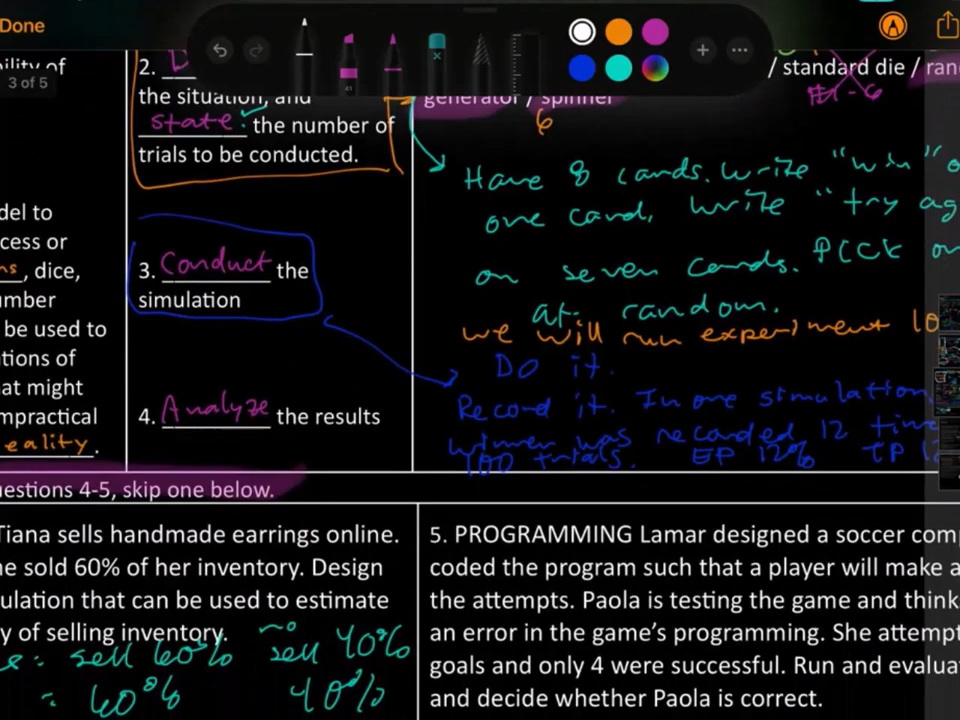 Done
3 of 5
ility of
del to
cess or
ns, dice,
umber
be used to
tions of
at might
mpractical
eality.
2.
the situation, and
state. the number of
trials to be conducted.
3. Conduct the
simulation
4. Analyze the results
/ standard die / ran
generator / spinner
6
Have 8 cards. Write "win" o
one card, write "try ag
on seven cards. Pick on
at random.
we will run experiment 10
Do it.
Record it. In one simulation
winner was recorded 12 time
100 trials. EP 12% TP 12
uestions 4-5, skip one below.
Tiana sells handmade earrings online.
e sold 60% of her inventory. Design
ulation that can be used to estimate
y of selling inventory.
sell 60% sell 40%
= 60% 40%
5. PROGRAMMING Lamar designed a soccer comp
coded the program such that a player will make a
the attempts. Paola is testing the game and think
an error in the game's programming. She attempt
goals and only 4 were successful. Run and evalua
and decide whether Paola is correct.